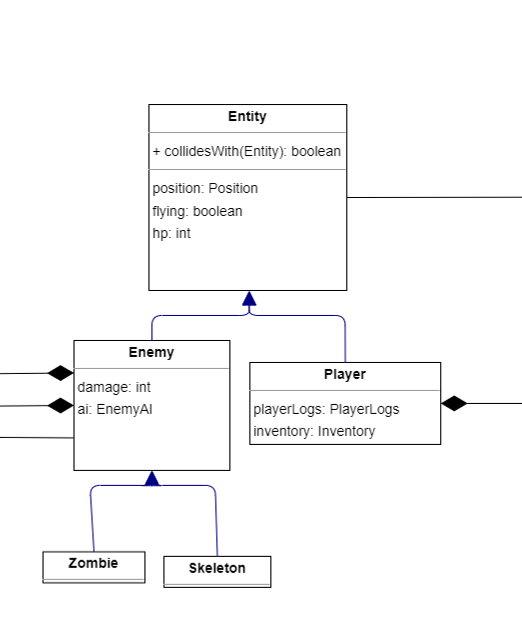 Entity
+ collidesWith(Entity): boolean
position: Position
flying: boolean
hp: int
Enemy
damage: int
ai: EnemyAI
Player
playerLogs: PlayerLogs
inventory: Inventory
Zombie
Skeleton